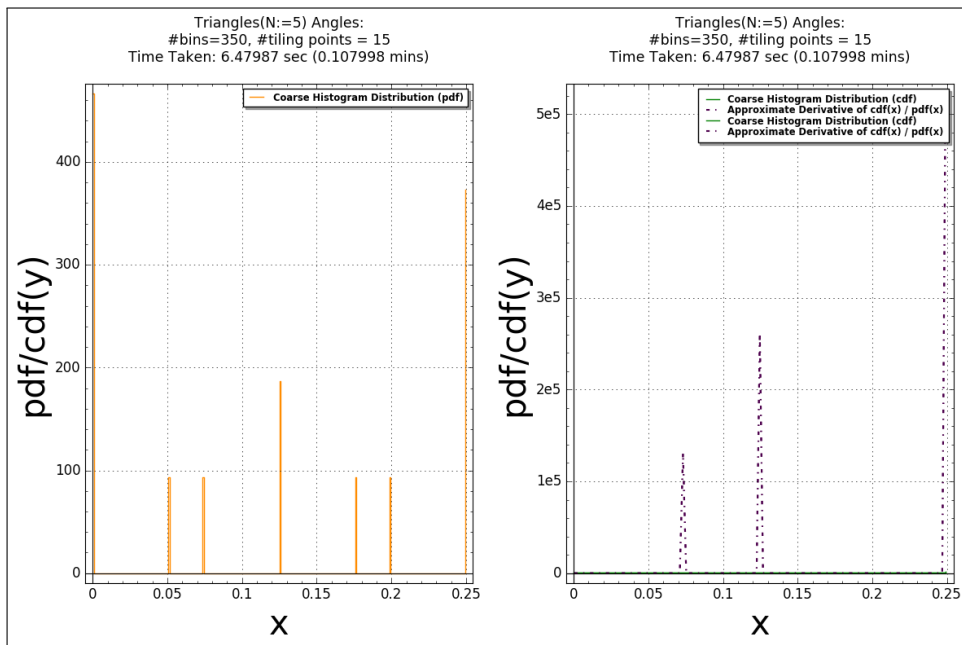 Triangles(N:=5) Angles:
#bins=350, #tiling points = 15
Time Taken: 6.47987 sec (0.107998 mins)
Coarse Histogram Distribution (pdf)
pdf/cdf(y)
400
300
200
100
0
0 0.05 0.1 0.15 0.2 0.25
x
Triangles(N:=5) Angles:
#bins=350, #tiling points = 15
Time Taken: 6.47987 sec (0.107998 mins)
Coarse Histogram Distribution (cdf)
Approximate Derivative of cdf(x) / pdf(x)
Coarse Histogram Distribution (cdf)
Approximate Derivative of cdf(x) / pdf(x)
pdf/cdf(y)
5e5
4e5
3e5
2e5
1e5
0
0 0.05 0.1 0.15 0.2 0.25
x